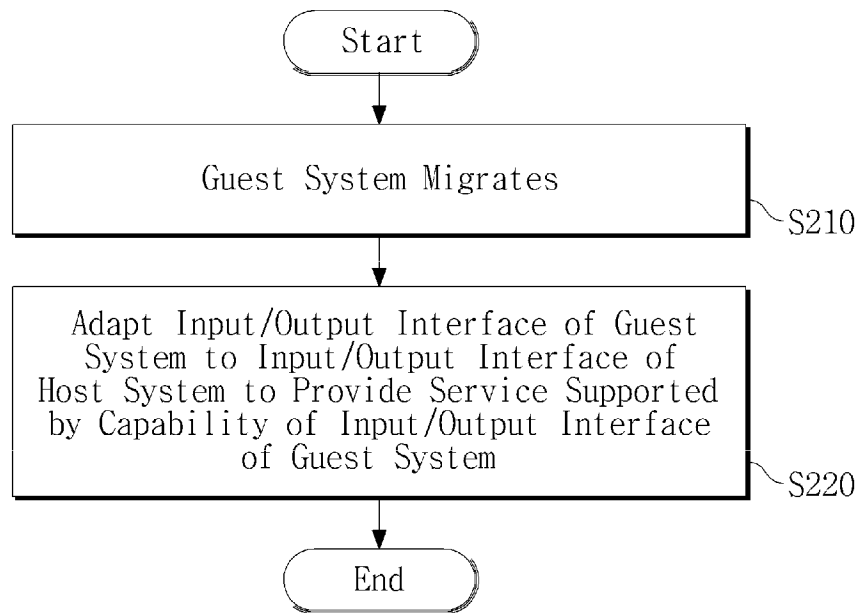 Start
Guest System Migrates
S210
Adapt Input/Output Interface of Guest
System to Input/Output Interface of
Host System to Provide Service Supported
by Capability of Input/Output Interface
of Guest System
S220
End